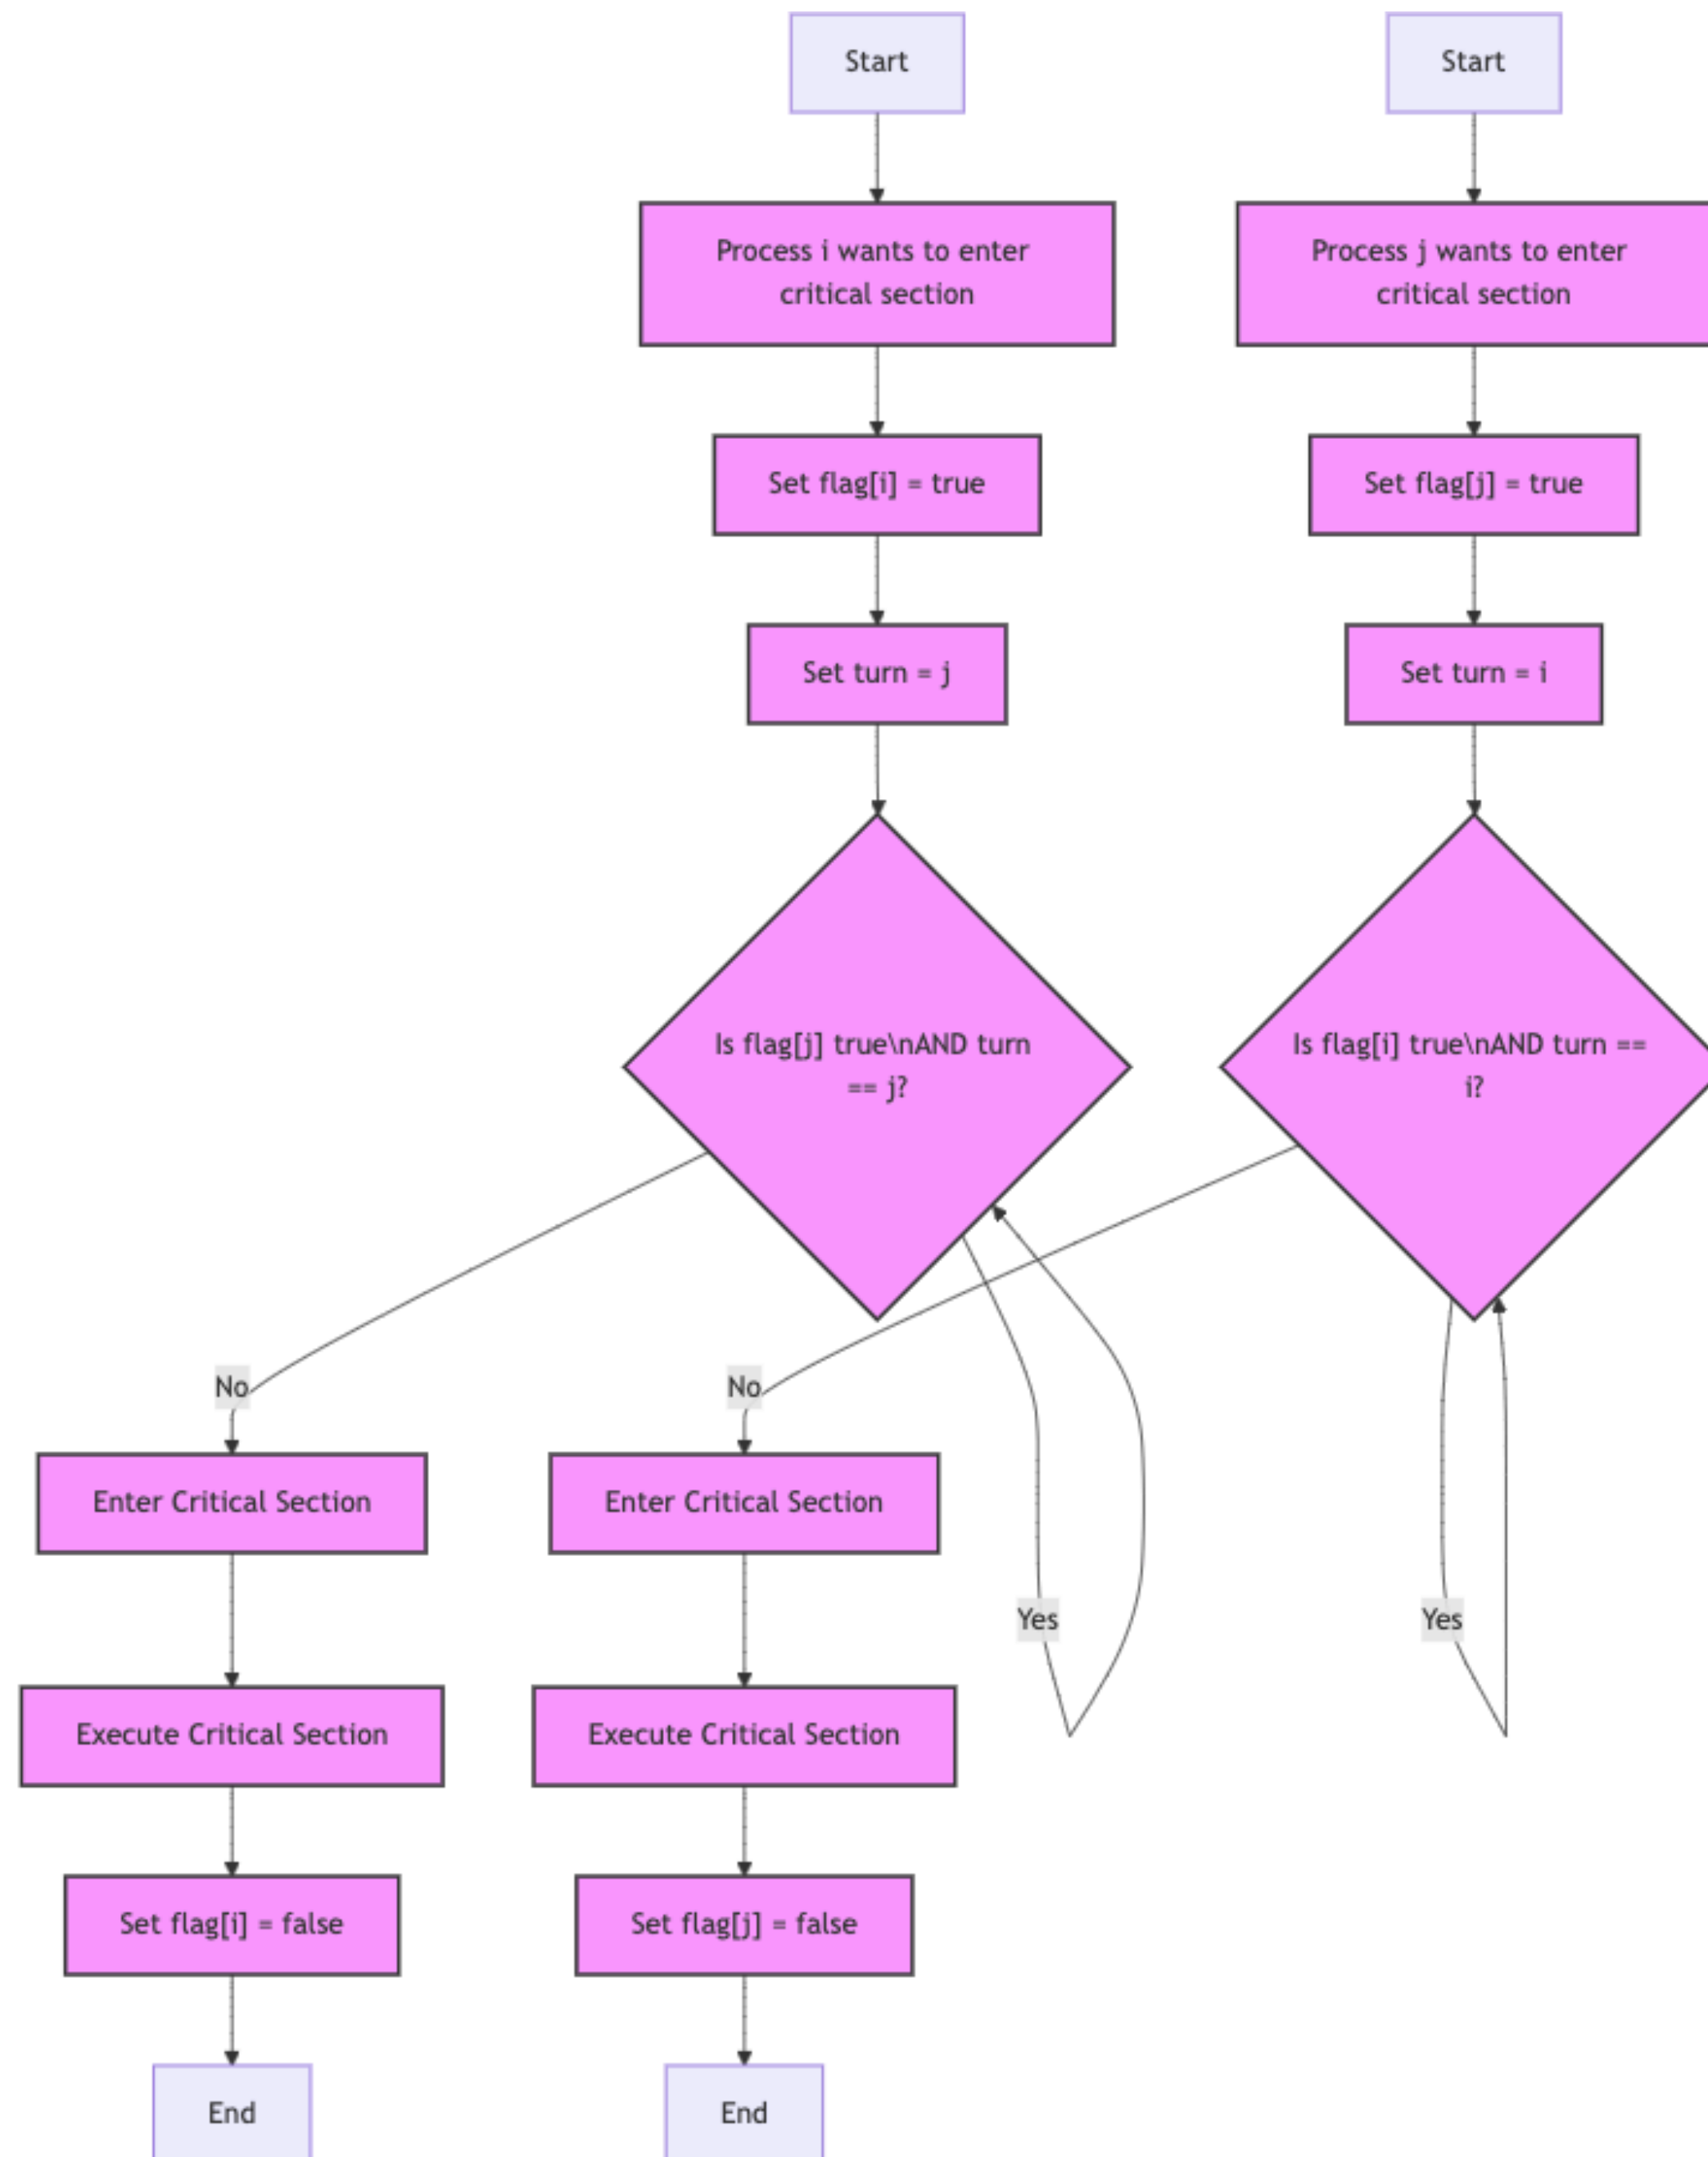 Start
Start
Process i wants to enter
critical section
Process j wants to enter
critical section
Set flag[i] = true
Set flag[j] = true
Set turn = j
Set turn = i
Is flag[j] true\nAND turn
== j?
Is flag[i] true\nAND turn ==
i?
No
No
Enter Critical Section
Enter Critical Section
Yes
Yes
Execute Critical Section
Execute Critical Section
Set flag[i] = false
Set flag[j] = false
End
End